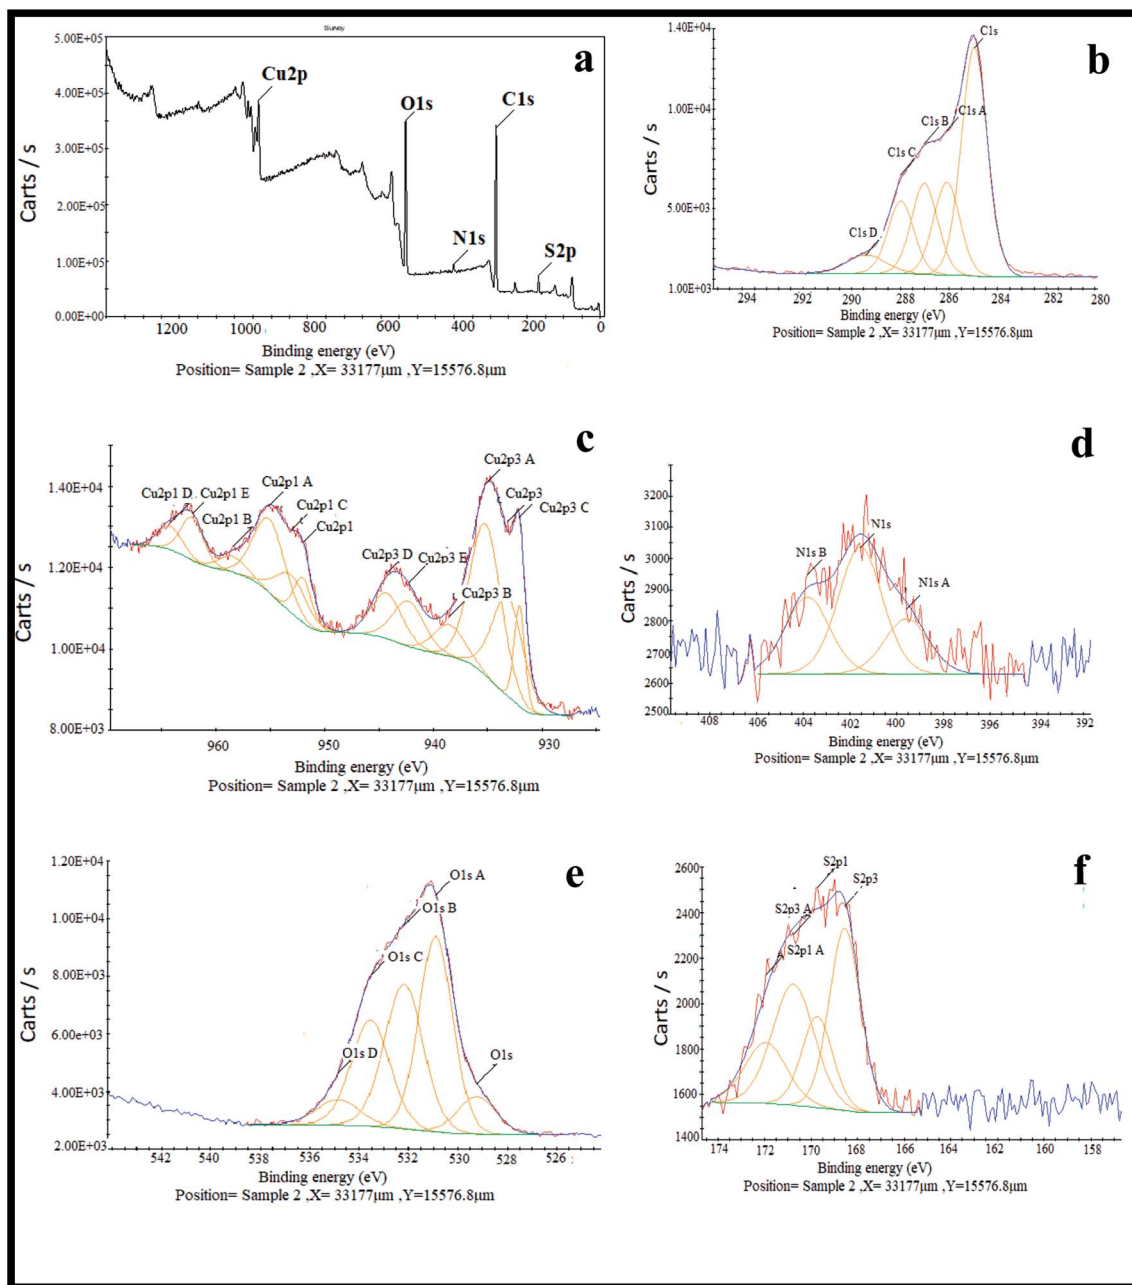 Survey
a
5.00E+05
4.00E+05
3.00E+05
2.00E+05
1.00E+05
0.00E+00
Carts / s
Cu2p
O1s
C1s
N1s
S2p
1200 1000 800 600 400 200 0
Binding energy (eV)
Position= Sample 2 ,X= 33177µm ,Y=15576.8µm
b
1.40E+04
1.00E+04
5.00E+03
1.00E+03
Carts / s
C1s
C1s A
C1s B
C1s C
C1s D
294 292 290 288 286 284 282 280
Binding energy (eV)
Position= Sample 2 ,X= 33177µm ,Y=15576.8µm
c
1.40E+04
1.20E+04
1.00E+04
8.00E+03
Carts / s
Cu2p1 D
Cu2p1 E
Cu2p1 B
Cu2p1 A
Cu2p1 C
Cu2p1
Cu2p3 D
Cu2p3 E
Cu2p3 B
Cu2p3 A
Cu2p3
Cu2p3 C
960 950 940 930
Binding energy (eV)
Position= Sample 2 ,X= 33177µm ,Y=15576.8µm
d
3200
3100
3000
2900
2800
2700
2600
2500
Carts / s
N1s B
N1s
N1s A
408 406 404 402 400 398 396 394 392
Binding energy (eV)
Position= Sample 2 ,X= 33177µm ,Y=15576.8µm
e
1.20E+04
1.00E+04
8.00E+03
6.00E+03
4.00E+03
2.00E+03
Carts / s
O1s A
O1s B
O1s C
O1s D
O1s
542 540 538 536 534 532 530 528 526
Binding energy (eV)
Position= Sample 2 ,X= 33177µm ,Y=15576.8µm
f
2600
2400
2200
2000
1800
1600
1400
Carts / s
S2p1
S2p3
S2p3 A
S2p1 A
174 172 170 168 166 164 162 160 158
Binding energy (eV)
Position= Sample 2 ,X= 33177µm ,Y=15576.8µm